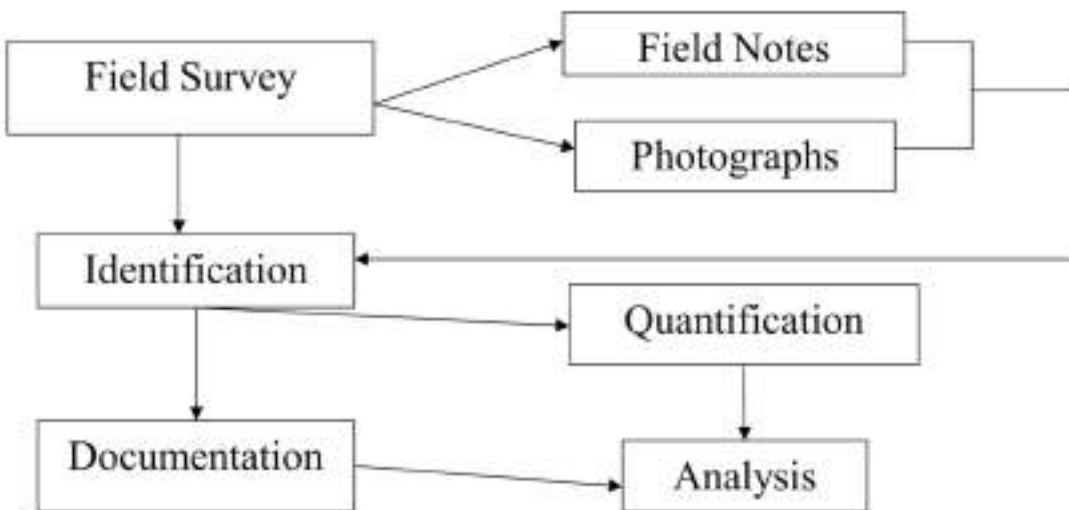 Field Survey
Field Notes
Photographs
Identification
Quantification
Documentation
Analysis